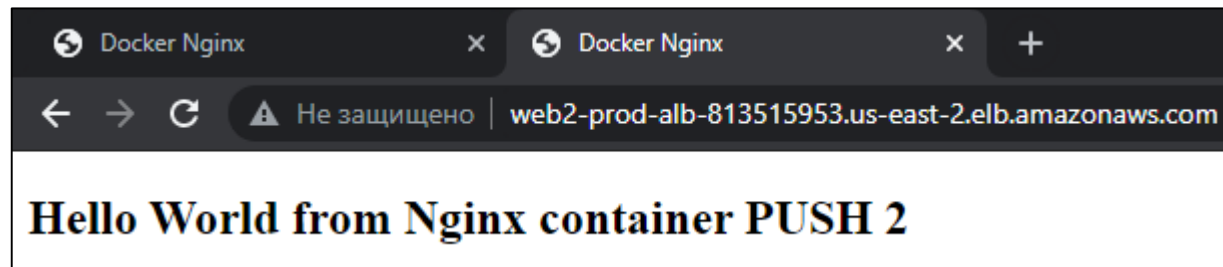 Docker Nginx Docker Nginx
Не защищено web2-prod-alb-813515953.us-east-2.elb.amazonaws.com
Hello World from Nginx container PUSH 2